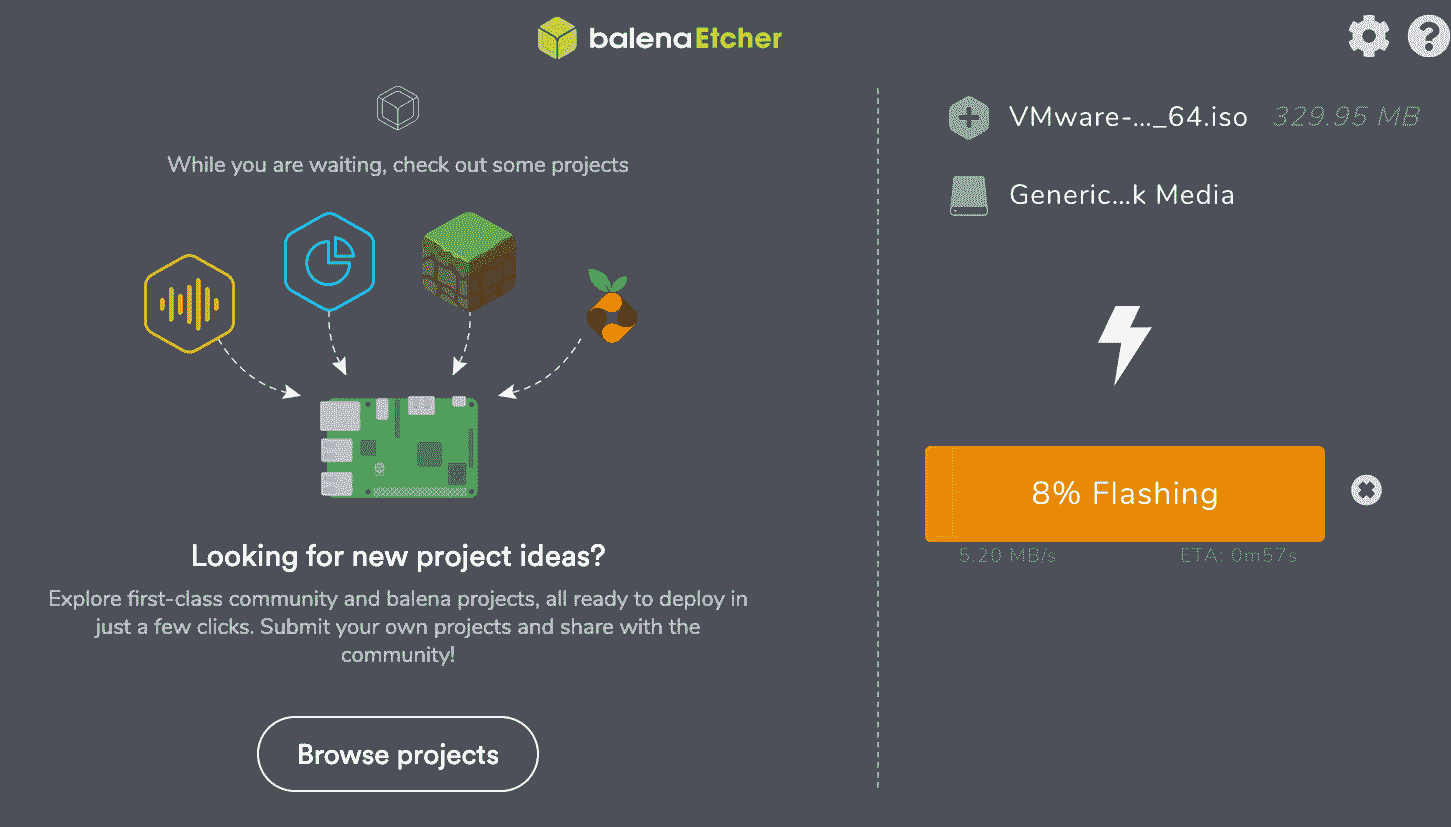 balenaEtcher
While you are waiting, check out some projects
Looking for new project ideas?
Explore first-class community and balena projects, all ready to deploy in
just a few clicks. Submit your own projects and share with the
community!
Browse projects
VMware-..._64.iso 329.95 MB
Generic...k Media
8% Flashing
5.20 MB/s ETA: 0m57s